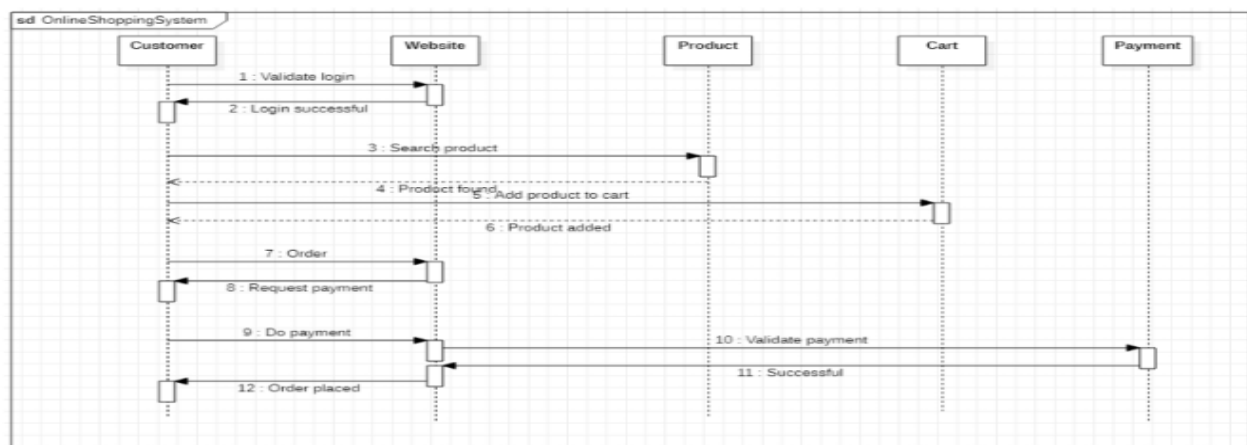 sd OnlineShoppingSystem
Customer
Website
Product
Cart
Payment
1 : Validate login
2 : Login successful
3 : Search product
4 : Product found
5 : Add product to cart
6 : Product added
7 : Order
8 : Request payment
9 : Do payment
10 : Validate payment
11 : Successful
12 : Order placed